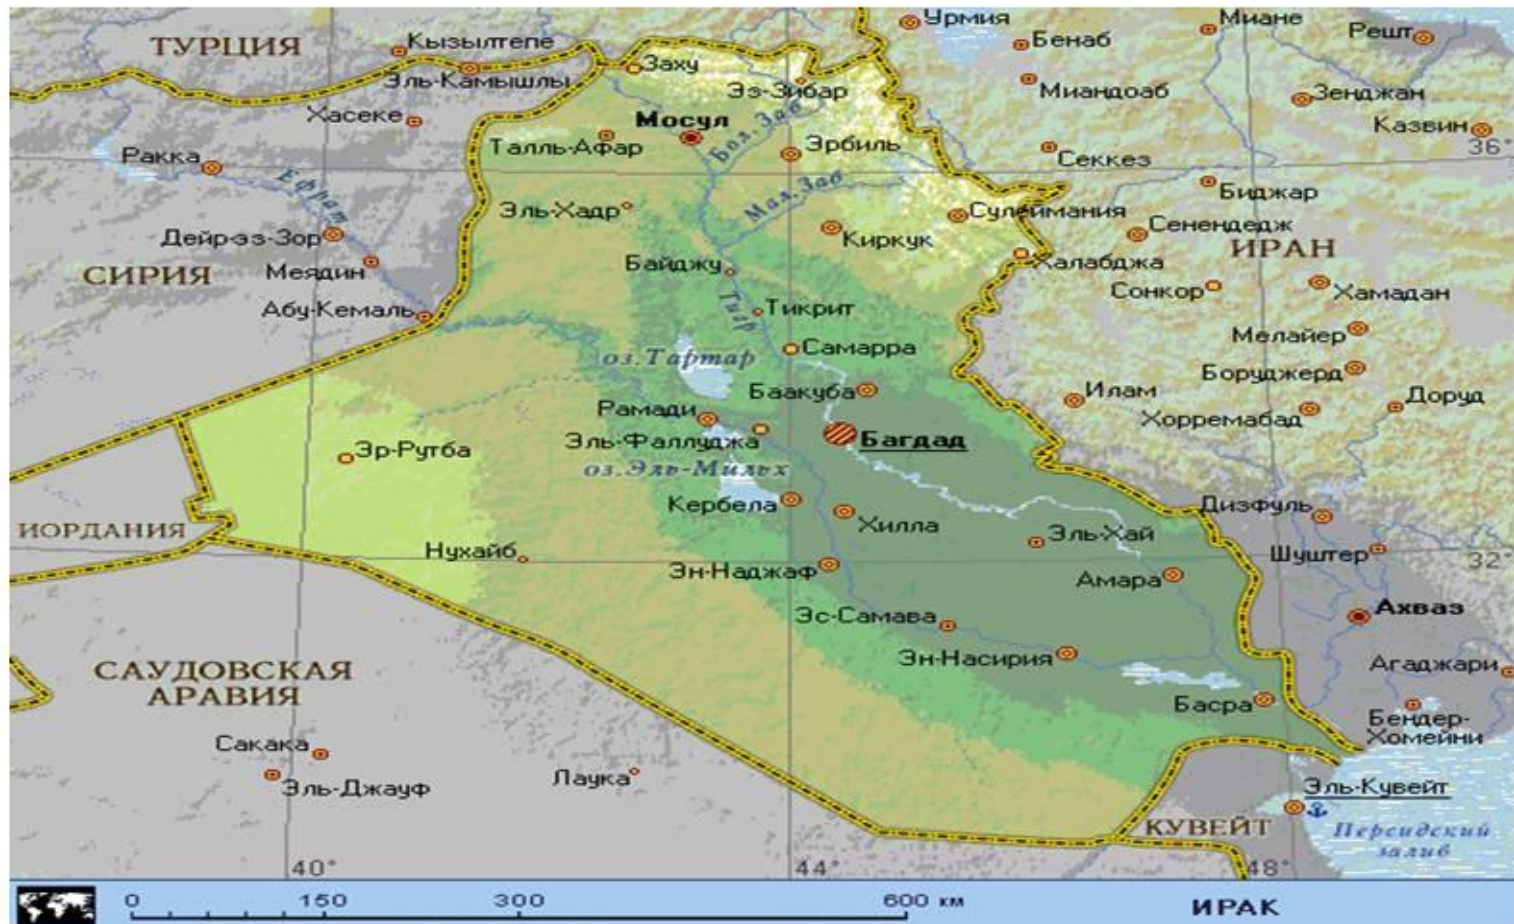 ТУРЦИЯ
Кызылтепе
Эль-Камышлы
Заху
Эз-Зибар
Урмия
Бенаб
Миане
Решт
Хасеке
Мосул
Бол. Заб
Миандоаб
Зенджан
Казвин
36°
Ракка
Талль-Афар
Эрбиль
Секкез
Ефрат
Мал. Заб
Биджар
Эль-Хадр
Сулеймания
Сененедеж
Дейр-эз-Зор
Киркук
ИРАН
СИРИЯ
Меядин
Байджу
Халабджа
Сонкор
Хамадан
Абу-Кемаль
Тигр
Тикрит
Мелайер
оз.Тартар
Самарра
Боруджерд
Баакуба
Илам
Доруд
Рамади
Хорремабад
Эль-Фаллуджа
Багдад
Эр-Рутба
оз.Эль-Мильх
Кербела
Хилла
Дизфуль
ИОРДАНИЯ
Эль-Хай
Нухайб
Шуштер
32°
Эн-Наджаф
Амара
Эс-Самава
Ахваз
САУДОВСКАЯ
АРАВИЯ
Эн-Насирия
Агаджари
Басра
Бендер-
Хомейни
Сакака
Эль-Джауф
Лаука
Эль-Кувейт
КУВЕЙТ
Персидский
залив
40°
44°
48°
0
150
300
600 км
ИРАК